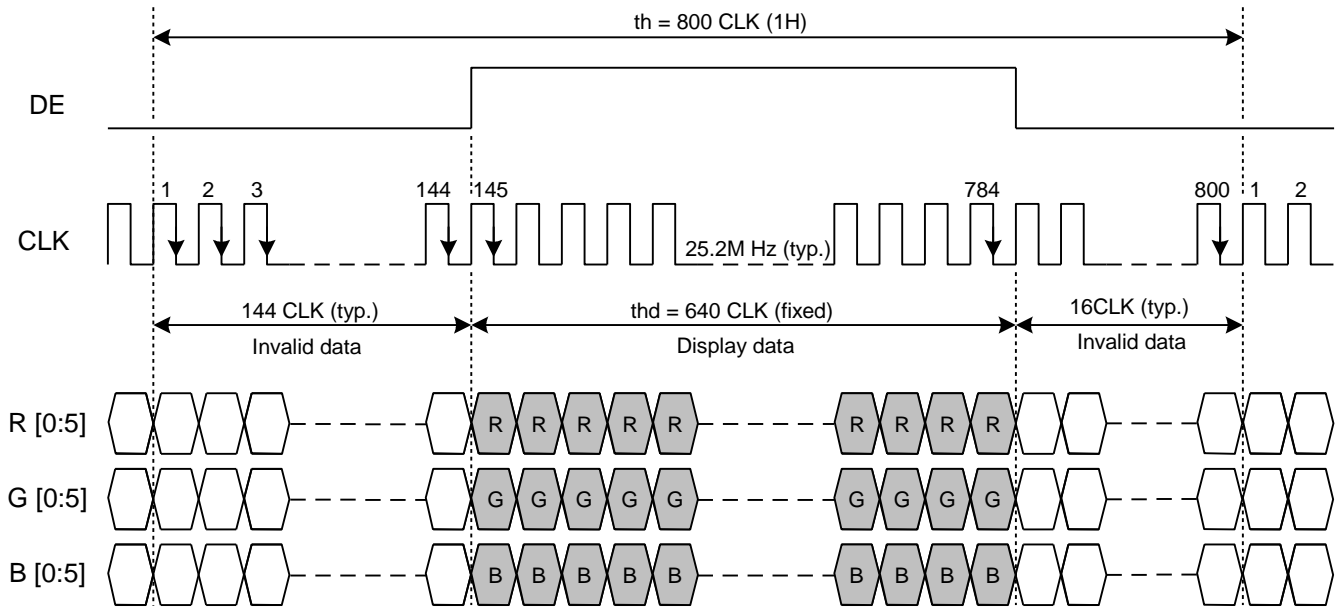 th = 800 CLK (1H)
DE
1 2 3 144 145 784 800 1 2
CLK
25.2M Hz (typ.)
144 CLK (typ.) thd = 640 CLK (fixed) 16CLK (typ.)
Invalid data Display data Invalid data
R [0:5] R R R R R R R R R
G [0:5] G G G G G G G G G
B [0:5] B B B B B B B B B